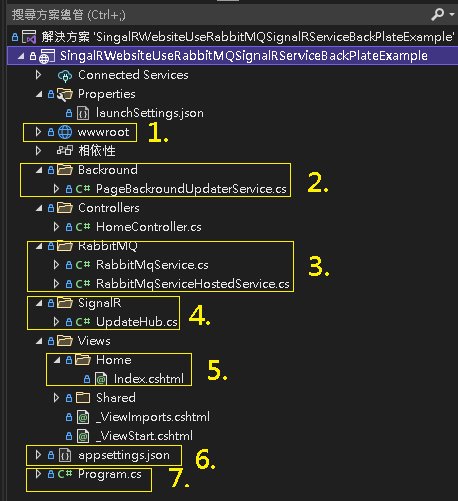 搜尋方案總管 (Ctrl+;)
解決方案 'SingalRWebsiteUseRabbitMQSignalRServiceBackPlateExample'
SingalRWebsiteUseRabbitMQSignalRServiceBackPlateExample
Connected Services
Properties
launchSettings.json
wwwroot 1.
相依性
Backround
C# PageBackroundUpdaterService.cs 2.
Controllers
C# HomeController.cs
RabbitMQ
C# RabbitMqService.cs 3.
C# RabbitMqServiceHostedService.cs
SignalR 4.
C# UpdateHub.cs
Views
Home 5.
Index.cshtml
Shared
_ViewImports.cshtml
_ViewStart.cshtml
appsettings.json 6.
C# Program.cs 7.